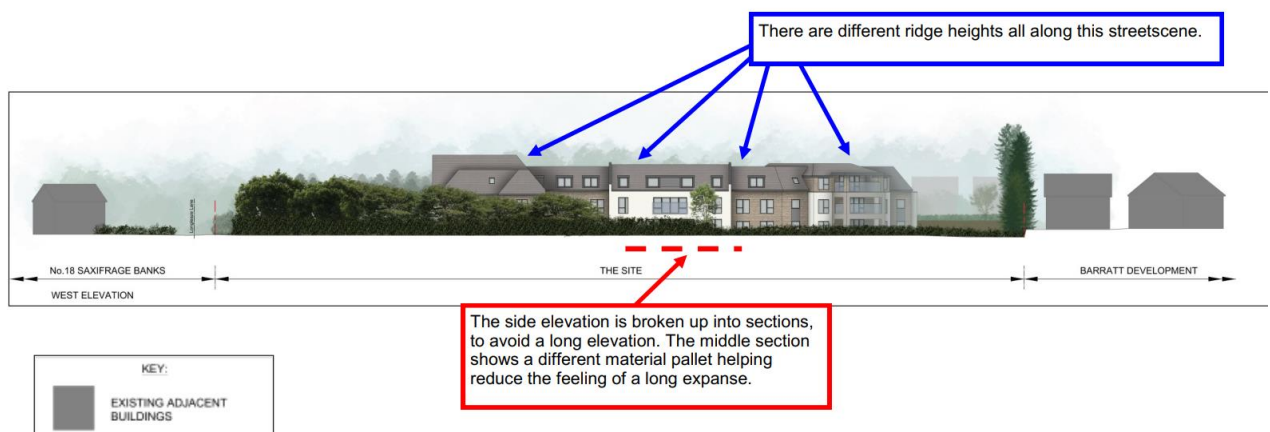 There are different ridge heights all along this streetscene.
No.18 SAXIFRAGE BANKS
THE SITE
BARRATT DEVELOPMENT
WEST ELEVATION
The side elevation is broken up into sections,
to avoid a long elevation. The middle section
shows a different material pallet helping
reduce the feeling of a long expanse.
KEY:
EXISTING ADJACENT
BUILDINGS